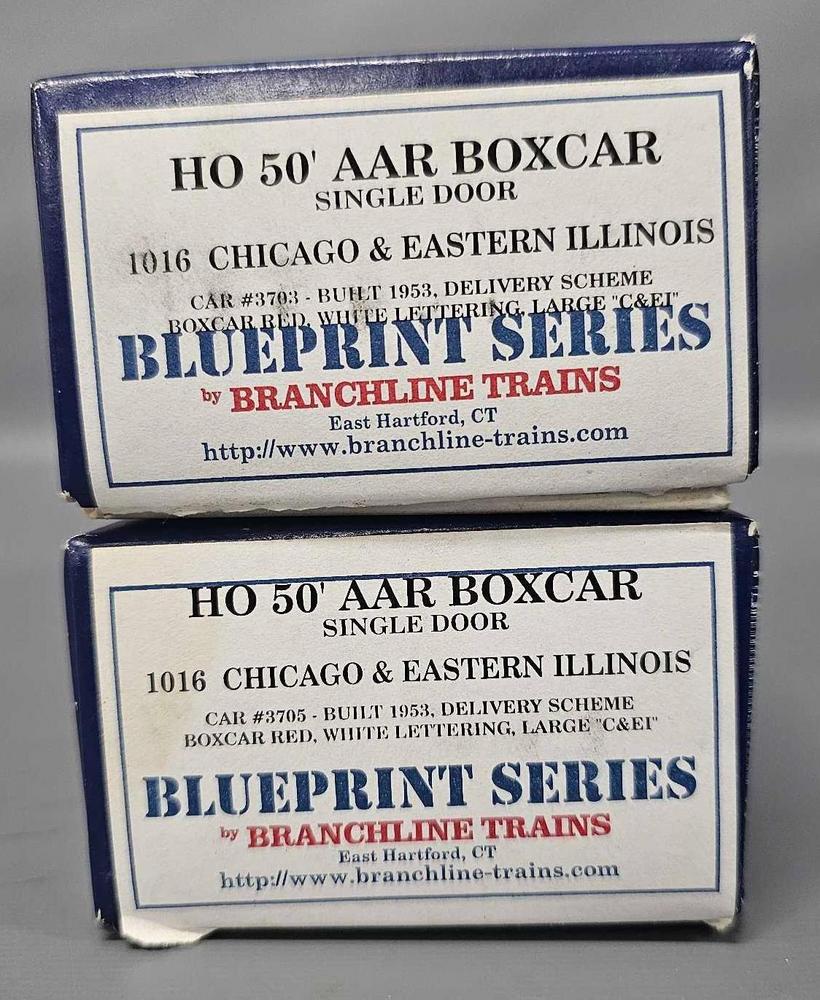 HO 50' AAR BOXCAR
SINGLE DOOR
1016 CHICAGO & EASTERN ILLINOIS
CAR #3703 - BUILT 1953, DELIVERY SCHEME
BOXCAR RED, WHITE LETTERING, LARGE "C&EI"
BLUEPRINT SERIES
by BRANCHLINE TRAINS
East Hartford, CT
http://www.branchline-trains.com
HO 50' AAR BOXCAR
SINGLE DOOR
1016 CHICAGO & EASTERN ILLINOIS
CAR #3705 - BUILT 1953, DELIVERY SCHEME
BOXCAR RED, WHITE LETTERING, LARGE "C&EI"
BLUEPRINT SERIES
by BRANCHLINE TRAINS
East Hartford, CT
http://www.branchline-trains.com